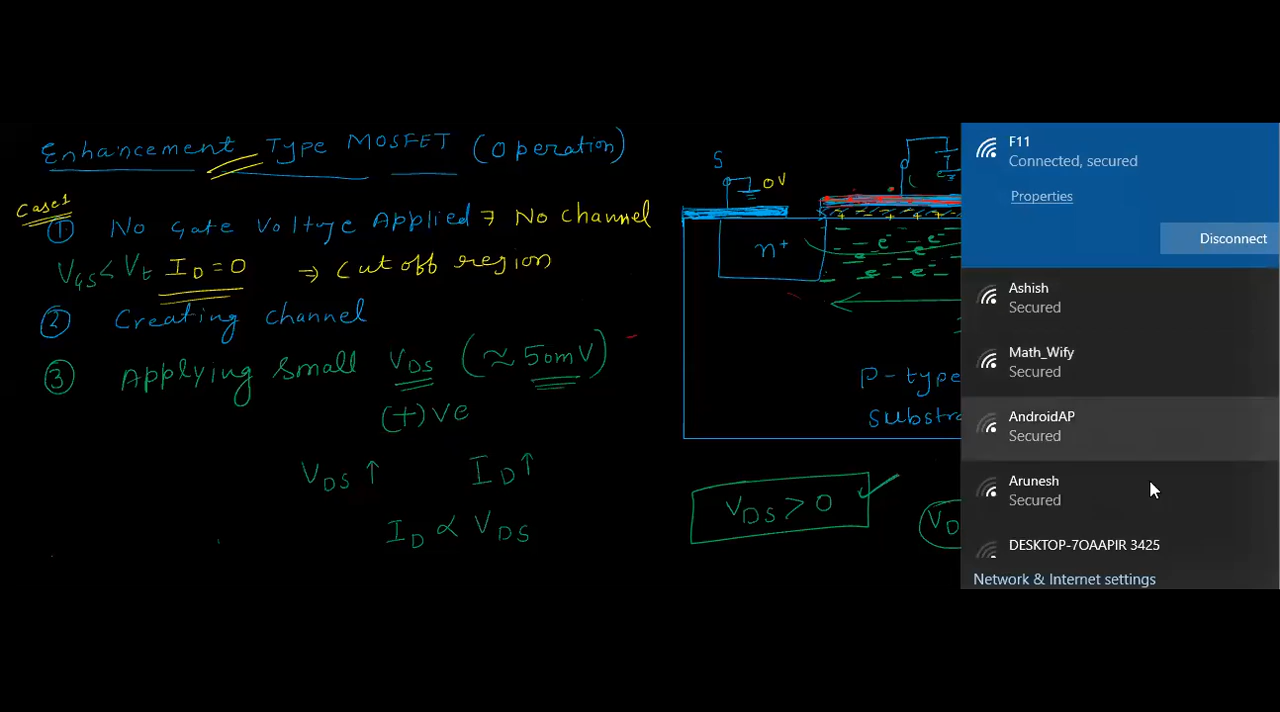 Enhancement Type MOSFET (Operation)
Case1
① No Gate Voltage Applied → No Channel
VGS < Vt ID = 0 → Cut off region
② Creating Channel
③ Applying Small VDS (≈ 50mV)
(+)ve
VDS ↑ ID ↑
ID ∝ VDS
S
0V
n+
e- e-
e- e-
P-type
VDS > 0
F11
Connected, secured
Properties
Disconnect
Ashish
Secured
Math_Wify
Secured
AndroidAP
Secured
Arunesh
Secured
DESKTOP-7OAAPIR 3425
Network & Internet settings